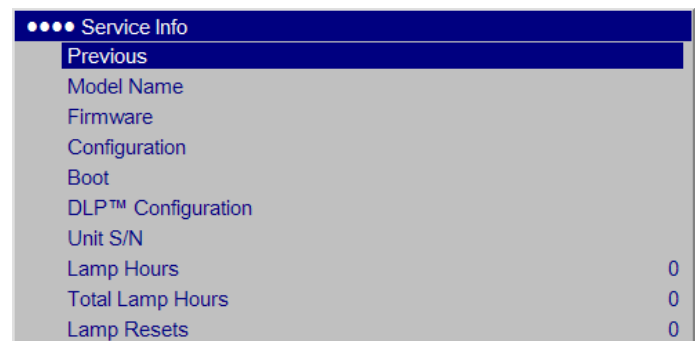 •••• Service Info
Previous
Model Name
Firmware
Configuration
Boot
DLP™ Configuration
Unit S/N
Lamp Hours 0
Total Lamp Hours 0
Lamp Resets 0